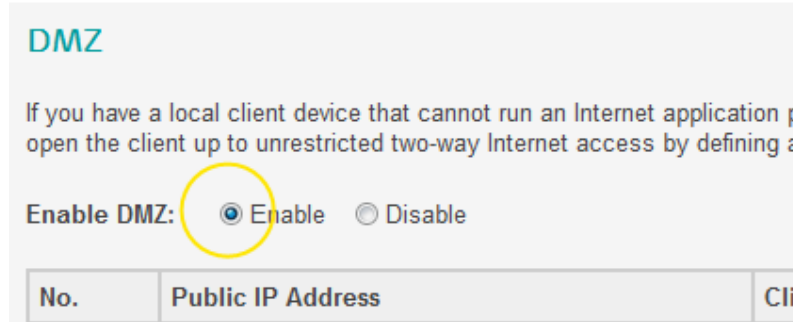 DMZ
If you have a local client device that cannot run an Internet application
open the client up to unrestricted two-way Internet access by defining
Enable DMZ: Enable Disable
No. Public IP Address